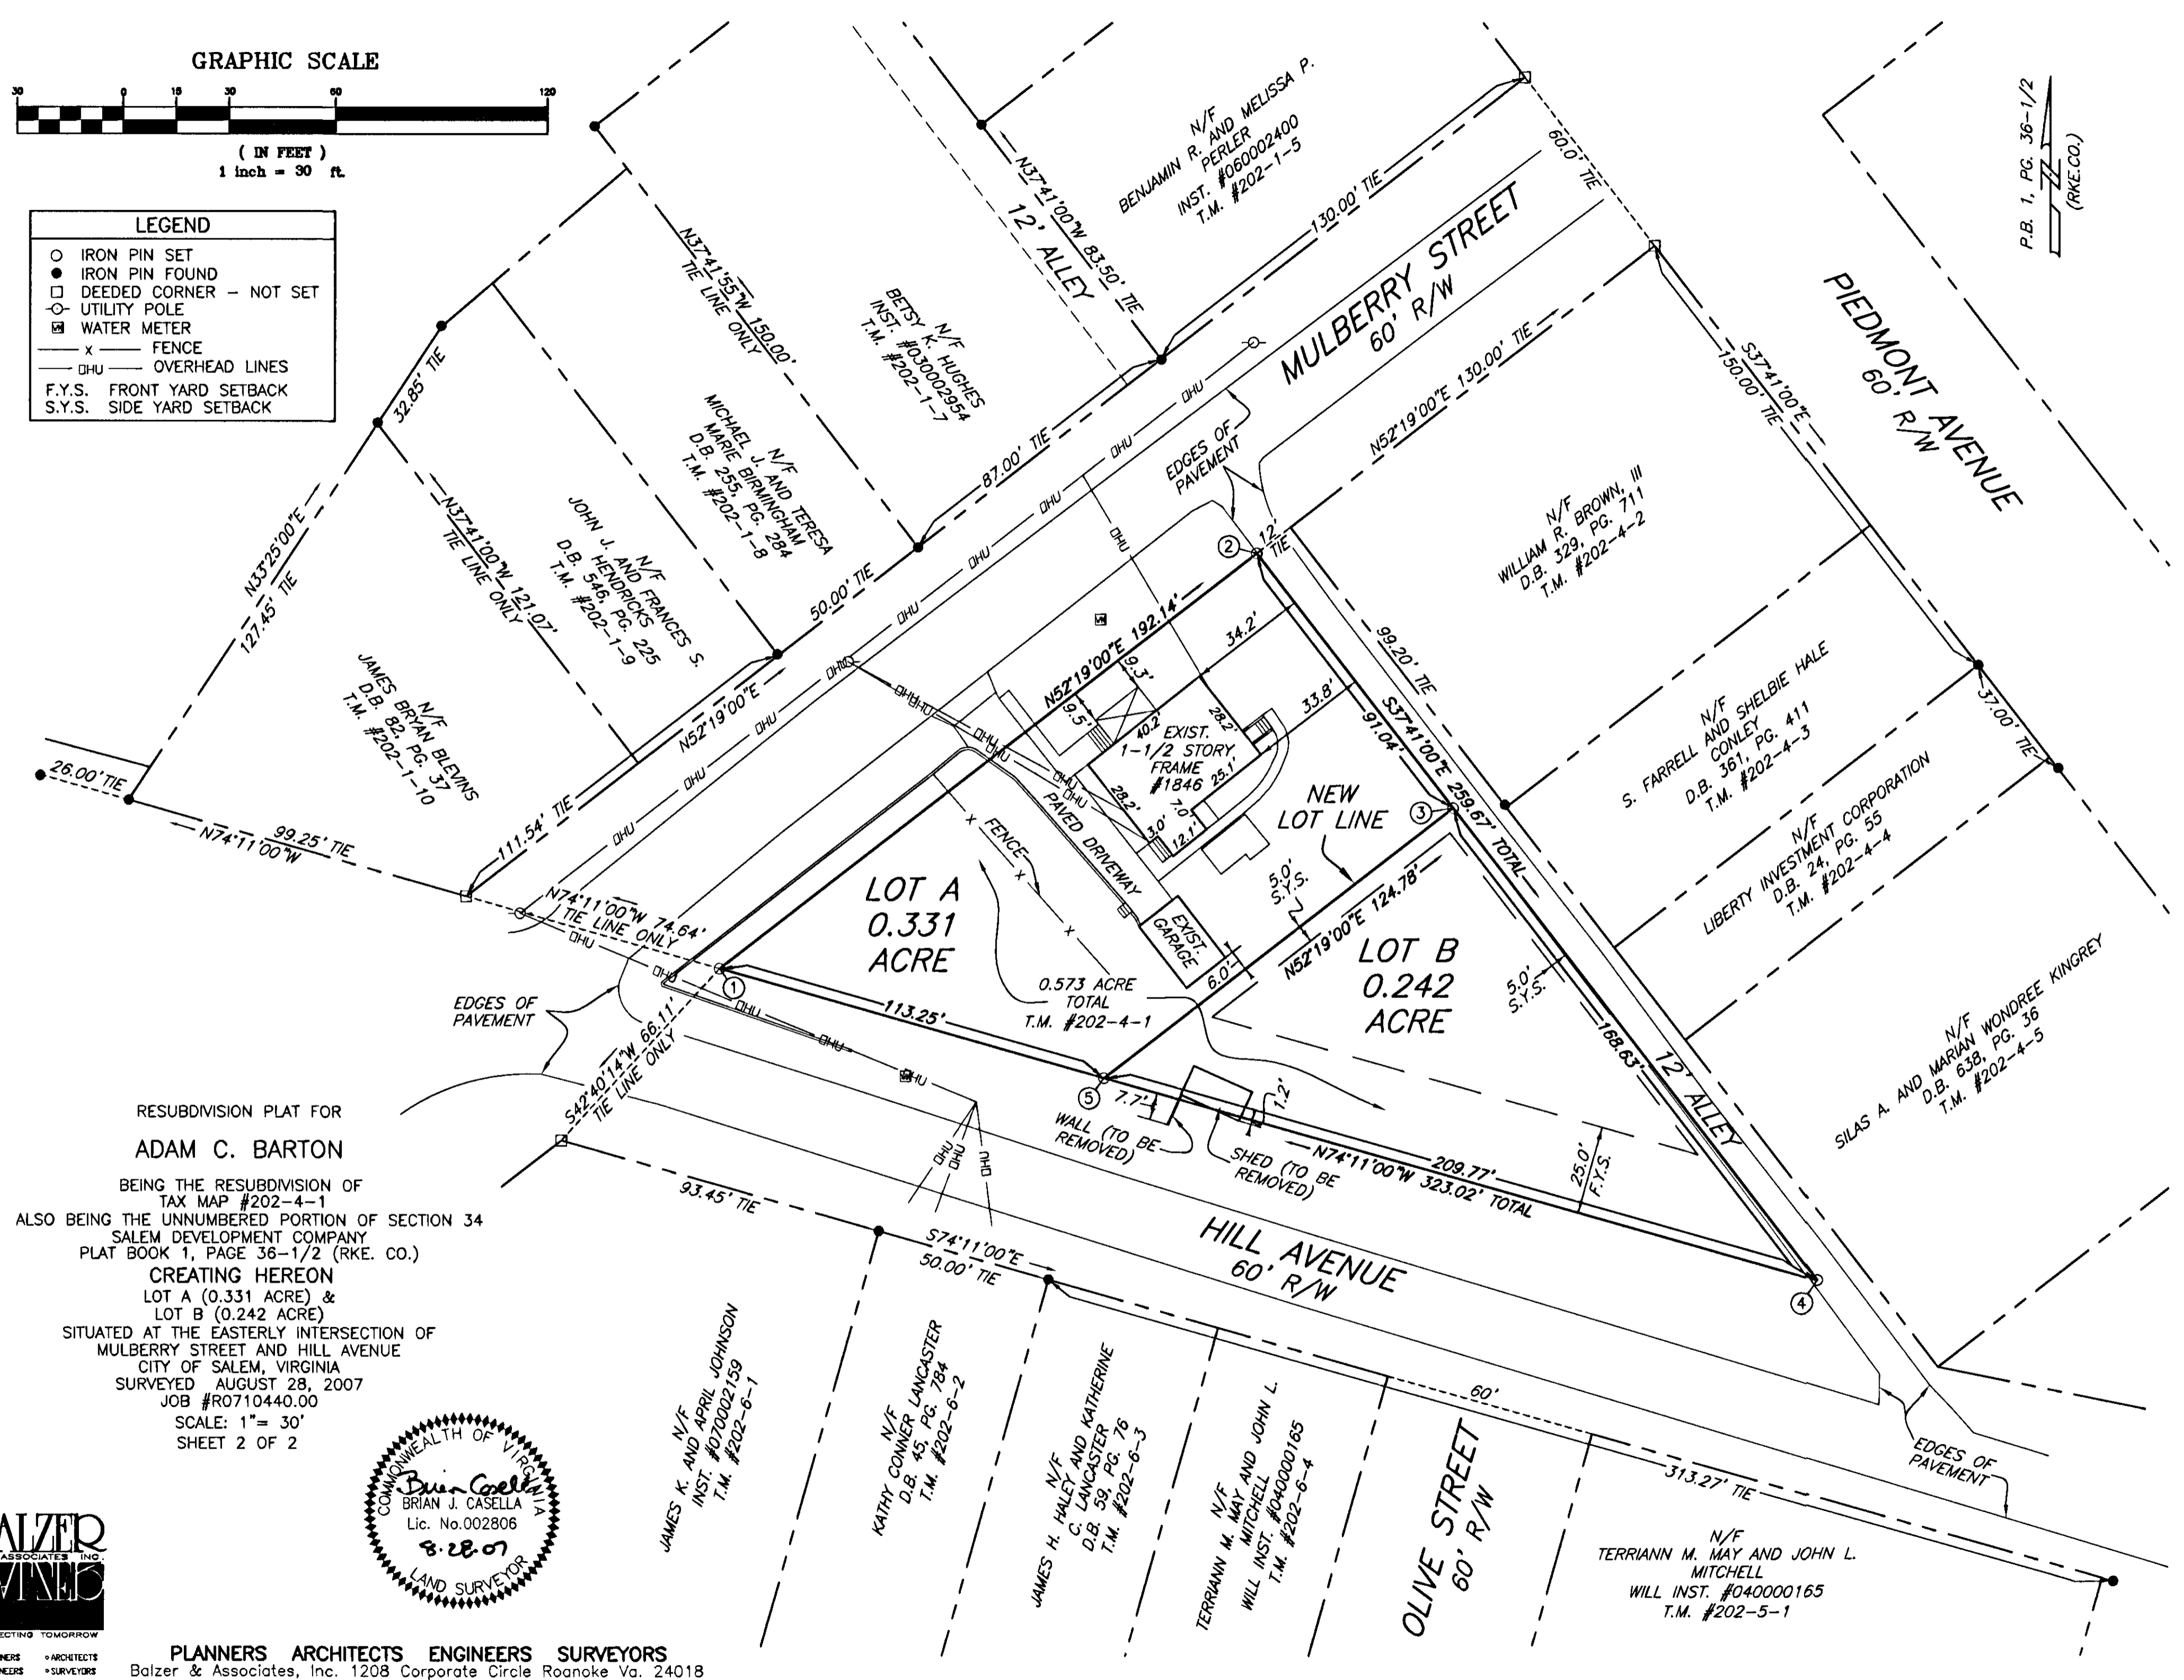 GRAPHIC SCALE
30 0 15 30 60 120
( IN FEET )
1 inch = 30 ft.
LEGEND
IRON PIN SET
IRON PIN FOUND
DEEDED CORNER – NOT SET
UTILITY POLE
WM WATER METER
x FENCE
OHU OVERHEAD LINES
F.Y.S. FRONT YARD SETBACK
S.Y.S. SIDE YARD SETBACK
P.B. 1, PG. 36-1/2
(RKE.CO.)
N37°41'00"W 83.50' TIE
12' ALLEY
N/F
BENJAMIN R. AND MELISSA P.
PERLER
INST. #060002400
T.M. #202-1-5
130.00' TIE
60.0' TIE
MULBERRY STREET
60' R/W
PIEDMONT AVENUE
60' R/W
N37°41'55"W 150.00'
TIE LINE ONLY
N/F
BETSY K. HUGHES
INST. #030002954
T.M. #202-1-7
87.00' TIE
N/F
MICHAEL J. AND TERESA
MARIE BIRMINGHAM
D.B. 255, PG. 284
T.M. #202-1-8
50.00' TIE
32.85' TIE
N33°25'00"E
127.45' TIE
N37°41'00"W 121.07'
TIE LINE ONLY
N/F
JOHN J. AND FRANCES S.
HENDRICKS
D.B. 546, PG. 225
T.M. #202-1-9
N/F
JAMES BRYAN BLEVINS
D.B. 82, PG. 37
T.M. #202-1-10
26.00' TIE
99.25' TIE
N74°11'00"W
111.54' TIE
N52°19'00"E
OHU OHU OHU OHU OHU OHU OHU OHU
EDGES OF
PAVEMENT
N52°19'00"E 130.00' TIE
S37°41'00"E
150.00' TIE
12'
TIE
2
N/F
WILLIAM R. BROWN, III
D.B. 329, PG. 711
T.M. #202-4-2
99.20' TIE
N/F
S. FARRELL AND SHELBIE HALE
CONLEY
D.B. 361, PG. 411
T.M. #202-4-3
37.00' TIE
N/F
LIBERTY INVESTMENT CORPORATION
D.B. 24, PG. 55
T.M. #202-4-4
N/F
SILAS A. AND MARIAN WONDREE KINGREY
D.B. 638, PG. 36
T.M. #202-4-5
N52°19'00"E 192.14'
9.3'
9.5'
34.2'
33.8'
40.2'
28.2'
EXIST.
1-1/2 STORY
FRAME
#1846
25.1'
28.2'
7.0'
3.0'
12.1'
S37°41'00"E 259.67' TOTAL
91.04'
3
NEW
LOT LINE
PAVED DRIVEWAY
FENCE
x x x
EXIST.
GARAGE
6.0'
5.0'
S.Y.S.
N52°19'00"E 124.78'
LOT A
0.331
ACRE
LOT B
0.242
ACRE
0.573 ACRE
TOTAL
T.M. #202-4-1
5.0'
S.Y.S.
168.63'
12' ALLEY
N74°11'00"W 74.64'
TIE LINE ONLY
1
113.25'
5
7.7'
1.2'
WALL (TO BE
REMOVED)
SHED (TO BE
REMOVED)
209.77'
N74°11'00"W 323.02' TOTAL
25.0'
F.Y.S.
4
EDGES OF
PAVEMENT
S42°40'14"W 66.11'
TIE LINE ONLY
93.45' TIE
S74°11'00"E
50.00' TIE
HILL AVENUE
60' R/W
60'
313.27' TIE
EDGES OF
PAVEMENT
N/F
JAMES K. AND APRIL JOHNSON
INST. #070002159
T.M. #202-6-1
N/F
KATHY CONNER LANCASTER
D.B. 45, PG. 784
T.M. #202-6-2
N/F
JAMES H. HALEY AND KATHERINE
C. LANCASTER
D.B. 59, PG. 76
T.M. #202-6-3
N/F
TERRIANN M. MAY AND JOHN L.
MITCHELL
WILL INST. #040000165
T.M. #202-6-4
OLIVE STREET
60' R/W
N/F
TERRIANN M. MAY AND JOHN L.
MITCHELL
WILL INST. #040000165
T.M. #202-5-1
RESUBDIVISION PLAT FOR
ADAM C. BARTON
BEING THE RESUBDIVISION OF
TAX MAP #202-4-1
ALSO BEING THE UNNUMBERED PORTION OF SECTION 34
SALEM DEVELOPMENT COMPANY
PLAT BOOK 1, PAGE 36-1/2 (RKE. CO.)
CREATING HEREON
LOT A (0.331 ACRE) &
LOT B (0.242 ACRE)
SITUATED AT THE EASTERLY INTERSECTION OF
MULBERRY STREET AND HILL AVENUE
CITY OF SALEM, VIRGINIA
SURVEYED AUGUST 28, 2007
JOB #R0710440.00
SCALE: 1"= 30'
SHEET 2 OF 2
COMMONWEALTH OF VIRGINIA
Brian Casella
BRIAN J. CASELLA
Lic. No.002806
8·28·07
LAND SURVEYOR
ALZER
ASSOCIATES INC.
ECTING TOMORROW
NERS ARCHITECTS
NEERS SURVEYORS
PLANNERS ARCHITECTS ENGINEERS SURVEYORS
Balzer & Associates, Inc. 1208 Corporate Circle Roanoke Va. 24018